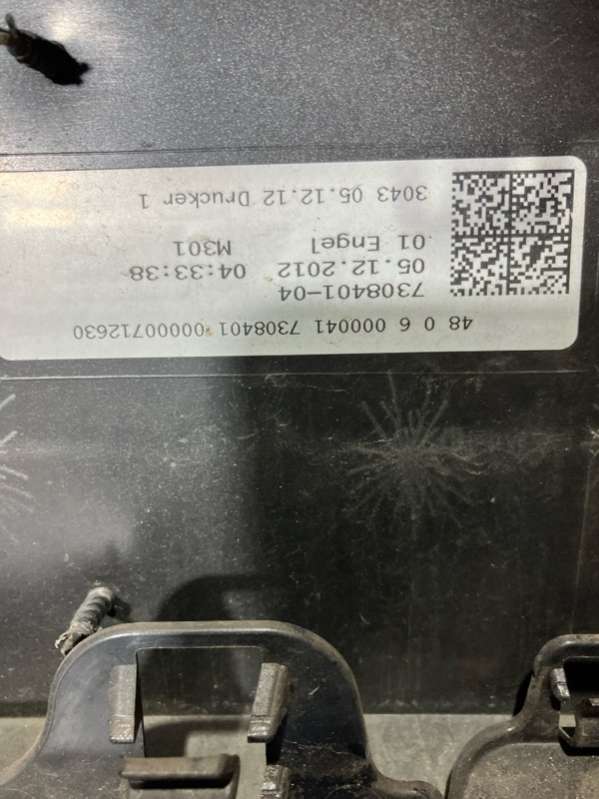 48 0 6 000041 7308401 00000712630
7308401-04
05.12.2012 04:33:38
01 Engel M301
3043 05.12.12 Drucker 1